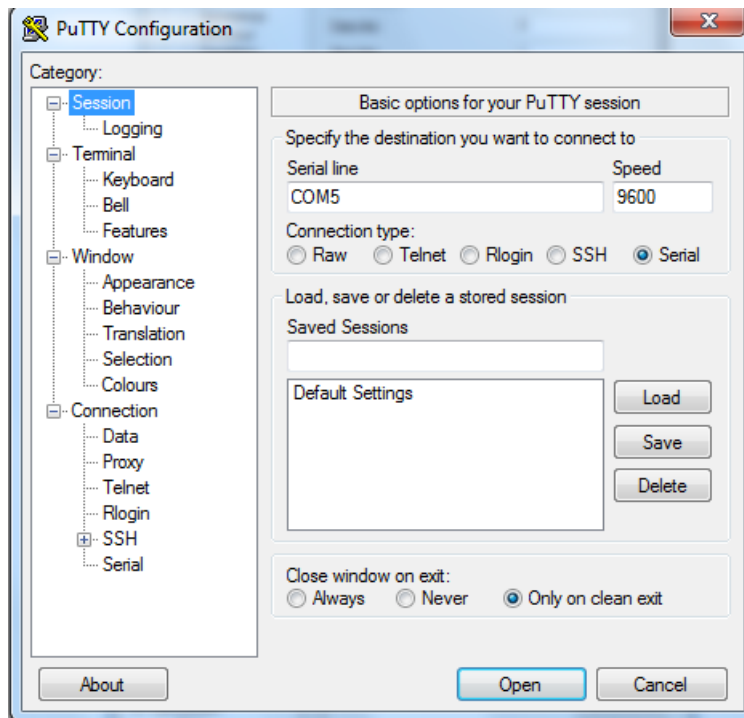 PuTTY Configuration
Category:
Session
Logging
Terminal
Keyboard
Bell
Features
Window
Appearance
Behaviour
Translation
Selection
Colours
Connection
Data
Proxy
Telnet
Rlogin
SSH
Serial
Basic options for your PuTTY session
Specify the destination you want to connect to
Serial line Speed
COM5 9600
Connection type:
Raw Telnet Rlogin SSH Serial
Load, save or delete a stored session
Saved Sessions
Default Settings
Load
Save
Delete
Close window on exit:
Always Never Only on clean exit
About Open Cancel